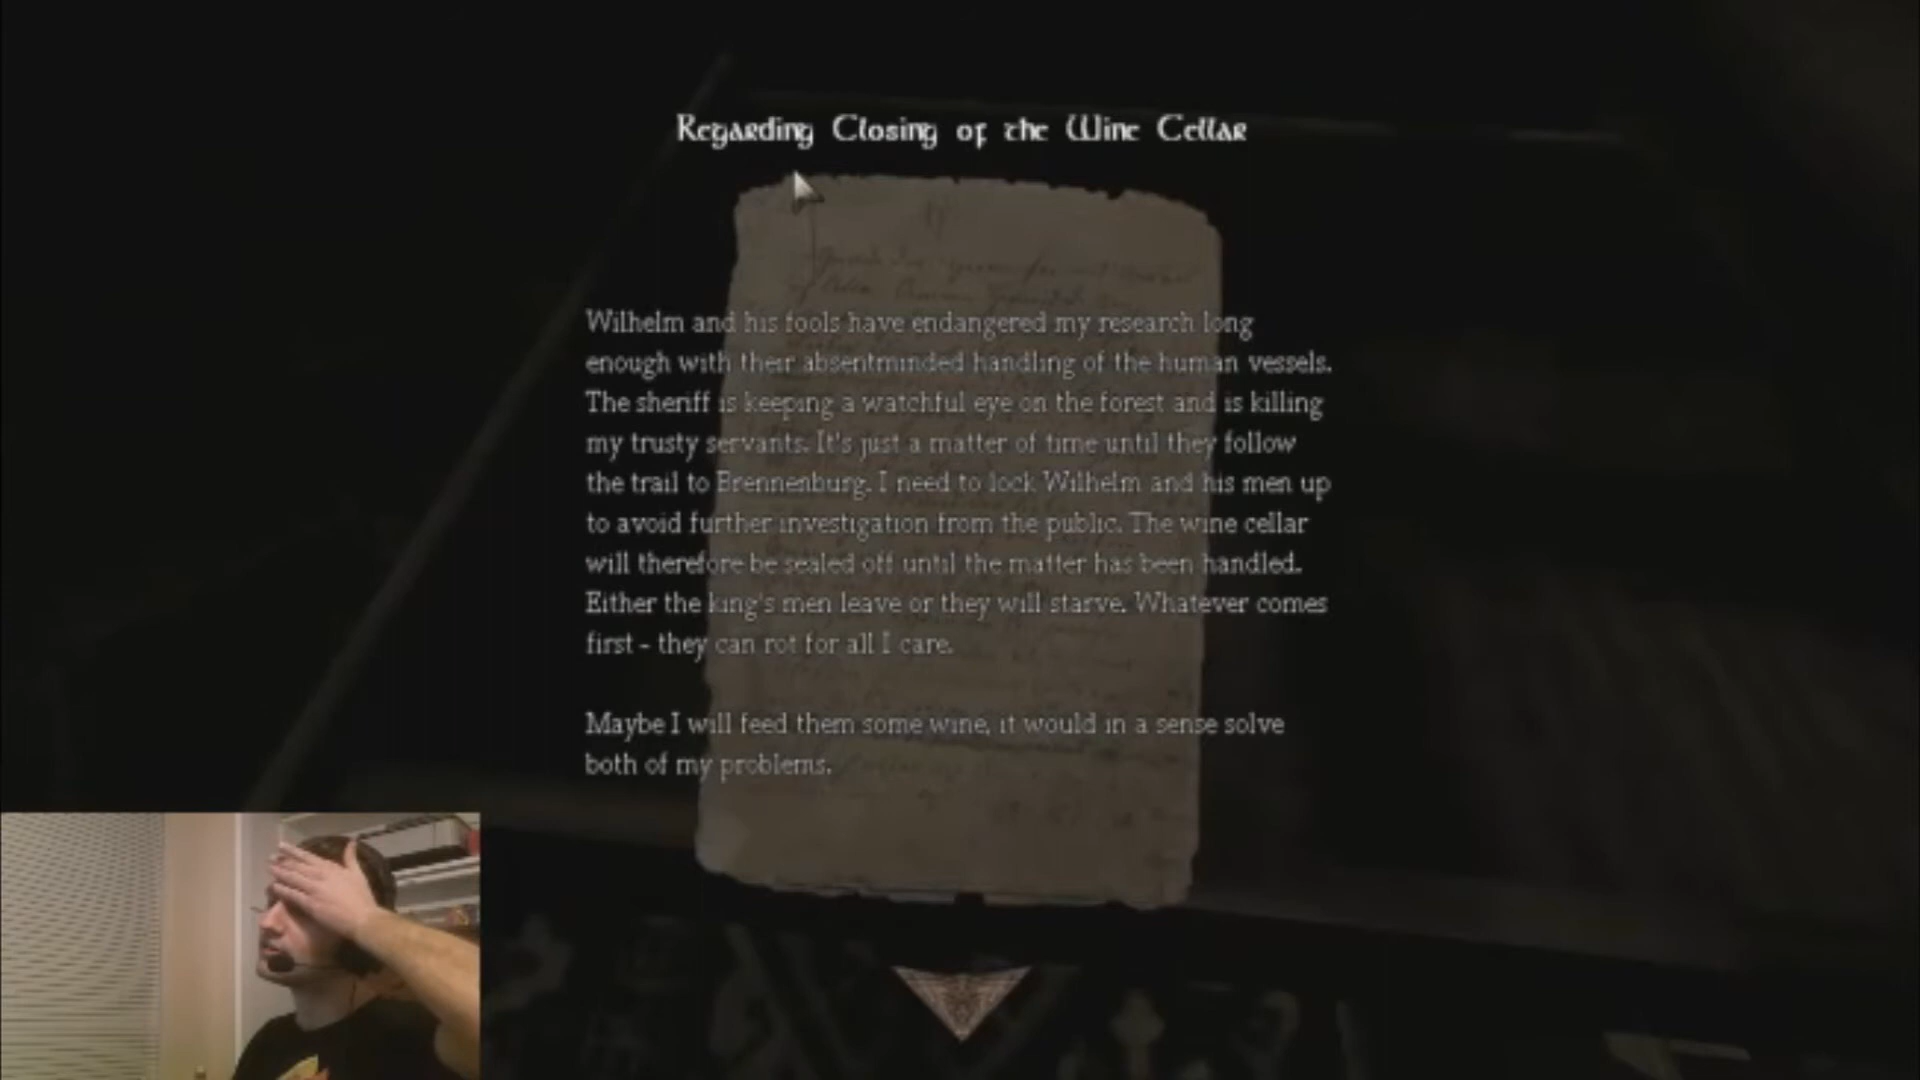 Regarding Closing of the Wine Cellar
Wilhelm and his fools have endangered my research long
enough with their absentminded handling of the human vessels.
The sheriff is keeping a watchful eye on the forest and is killing
my trusty servants. It's just a matter of time until they follow
the trail to Brennenburg. I need to lock Wilhelm and his men up
to avoid further investigation from the public. The wine cellar
will therefore be sealed off until the matter has been handled.
Either the king's men leave or they will starve. Whatever comes
first - they can rot for all I care.
Maybe I will feed them some wine, it would in a sense solve
both of my problems.